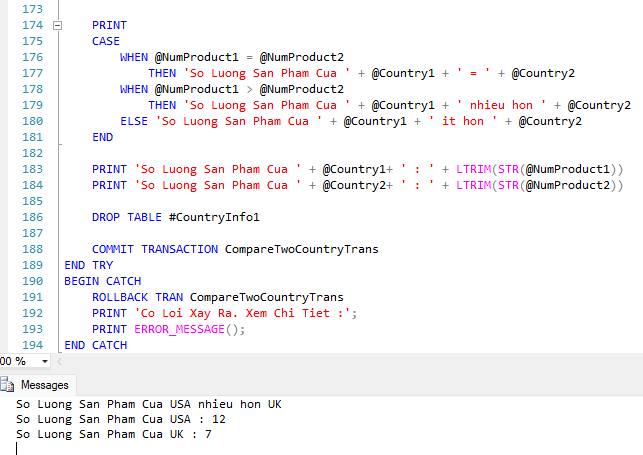 173
174 PRINT
175 CASE
176 WHEN @NumProduct1 = @NumProduct2
177 THEN 'So Luong San Pham Cua ' + @Country1 + ' = ' + @Country2
178 WHEN @NumProduct1 > @NumProduct2
179 THEN 'So Luong San Pham Cua ' + @Country1 + ' nhieu hon ' + @Country2
180 ELSE 'So Luong San Pham Cua ' + @Country1 + ' it hon ' + @Country2
181 END
182
183 PRINT 'So Luong San Pham Cua ' + @Country1+ ' : ' + LTRIM(STR(@NumProduct1))
184 PRINT 'So Luong San Pham Cua ' + @Country2+ ' : ' + LTRIM(STR(@NumProduct2))
185
186 DROP TABLE #CountryInfo1
187
188 COMMIT TRANSACTION CompareTwoCountryTrans
189 END TRY
190 BEGIN CATCH
191 ROLLBACK TRAN CompareTwoCountryTrans
192 PRINT 'Co Loi Xay Ra. Xem Chi Tiet :';
193 PRINT ERROR_MESSAGE();
194 END CATCH
00 %
Messages
So Luong San Pham Cua USA nhieu hon UK
So Luong San Pham Cua USA : 12
So Luong San Pham Cua UK : 7